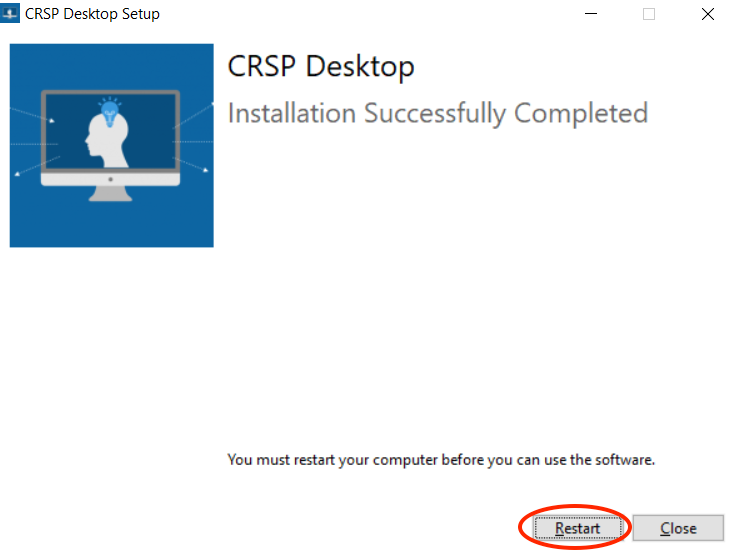 CRSP Desktop Setup
CRSP Desktop
Installation Successfully Completed
You must restart your computer before you can use the software.
Restart
Close